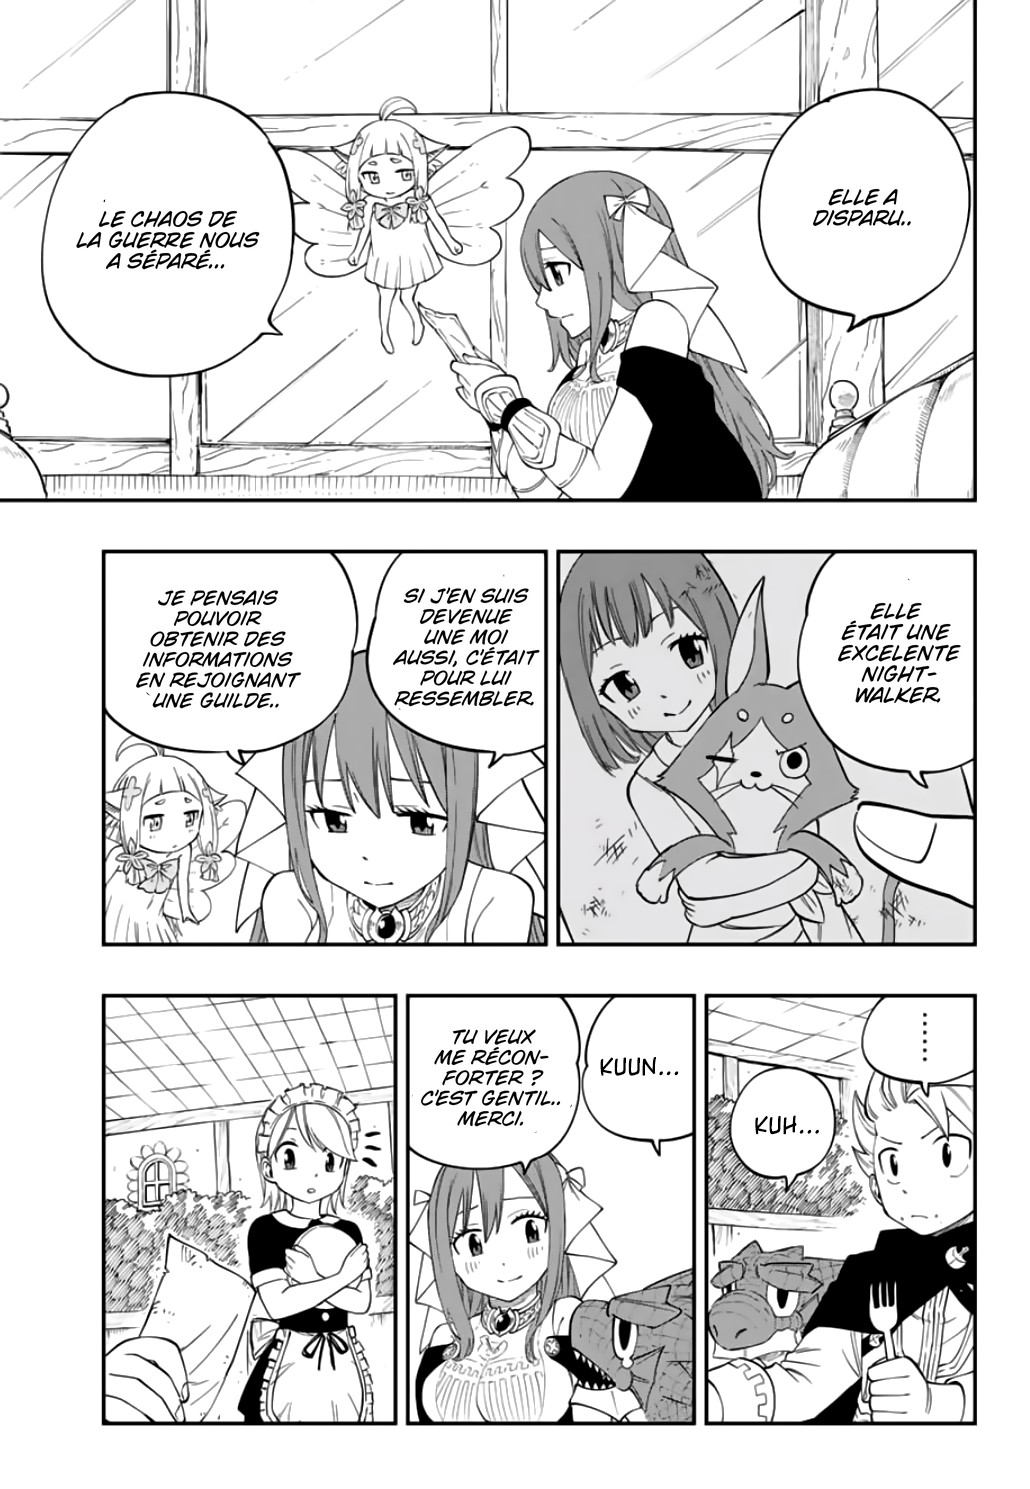 ELLE A
DISPARU..
LE CHAOS DE
LA GUERRE NOUS
A SÉPARÉ...
ELLE
ÉTAIT UNE
EXCELENTE
NIGHT-
WALKER.
SI J'EN SUIS
DEVENUE
UNE MOI
AUSSI, C'ÉTAIT
POUR LUI
RESSEMBLER.
JE PENSAIS
POUVOIR
OBTENIR DES
INFORMATIONS
EN REJOIGNANT
UNE GUILDE..
........
KUH...
KUUN...
TU VEUX
ME RÉCON-
FORTER ?
C'EST GENTIL..
MERCI.